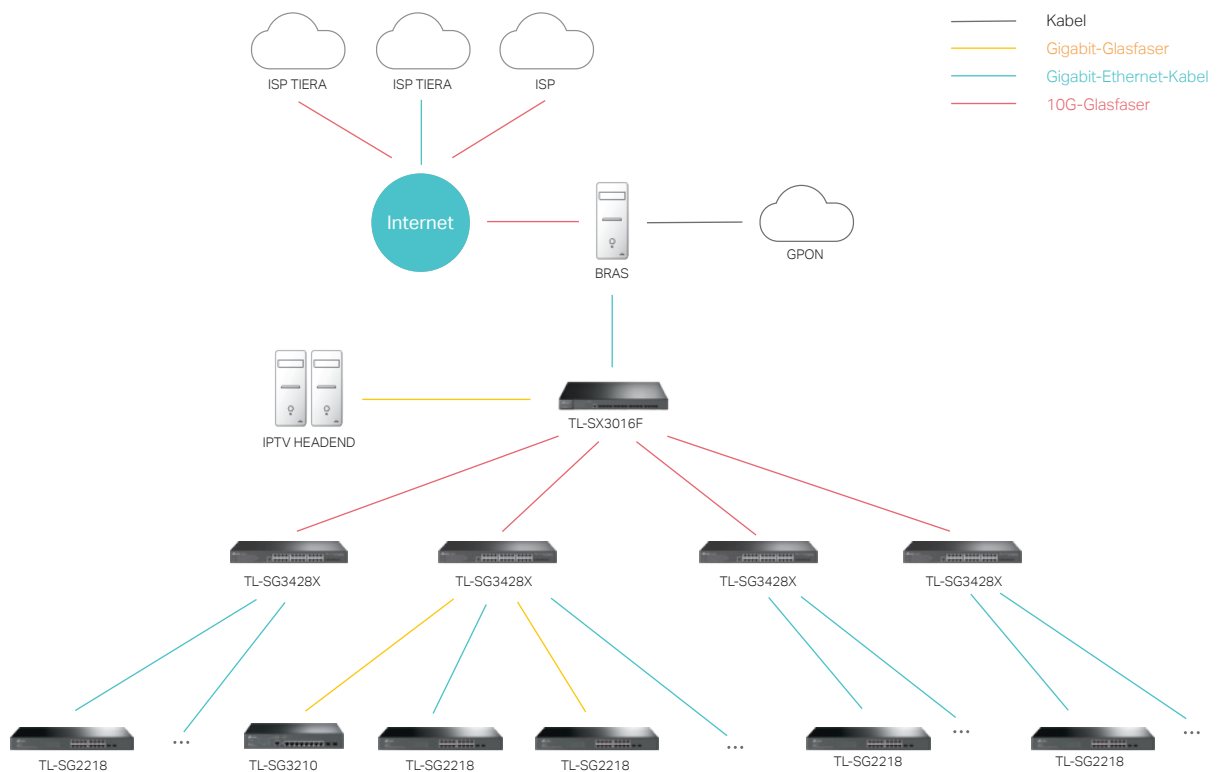 Kabel
Gigabit-Glasfaser
Gigabit-Ethernet-Kabel
10G-Glasfaser
ISP TIERA
ISP TIERA
ISP
Internet
BRAS
GPON
IPTV HEADEND
TL-SX3016F
TL-SG3428X
TL-SG3428X
TL-SG3428X
TL-SG3428X
...
...
...
...
TL-SG2218
TL-SG3210
TL-SG2218
TL-SG2218
TL-SG2218
TL-SG2218